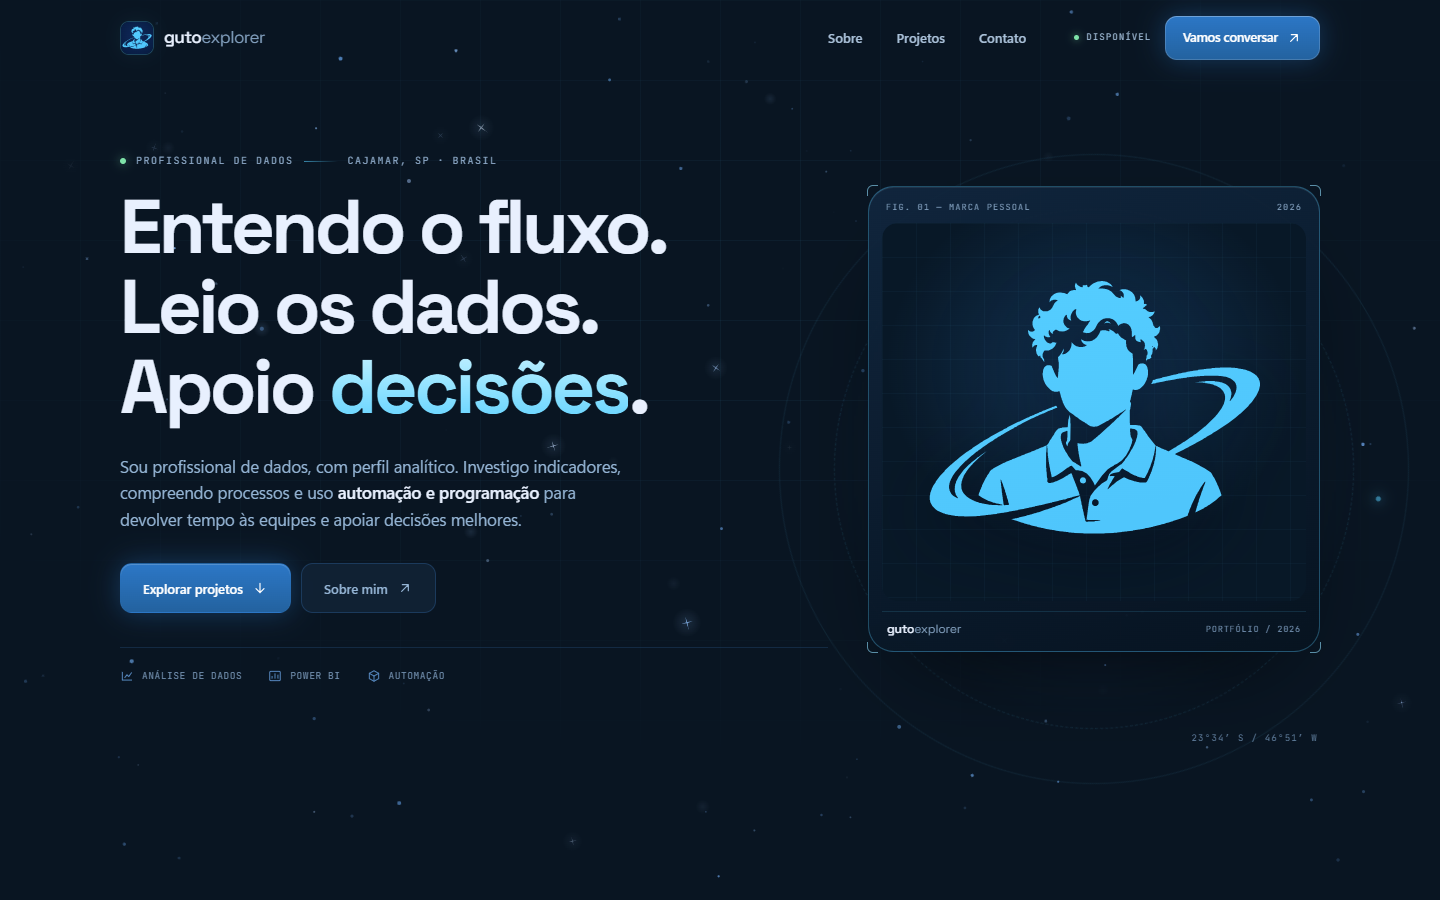 gutoexplorer
Sobre
Projetos
Contato
DISPONÍVEL
Vamos conversar
PROFISSIONAL DE DADOS
CAJAMAR, SP · BRASIL
Entendo o fluxo.
Leio os dados.
Apoio decisões.
Sou profissional de dados, com perfil analítico. Investigo indicadores,
compreendo processos e uso automação e programação para
devolver tempo às equipes e apoiar decisões melhores.
Explorar projetos
Sobre mim
ANÁLISE DE DADOS
POWER BI
AUTOMAÇÃO
FIG. 01 — MARCA PESSOAL
2026
gutoexplorer
PORTFÓLIO / 2026
23°34′ S / 46°51′ W